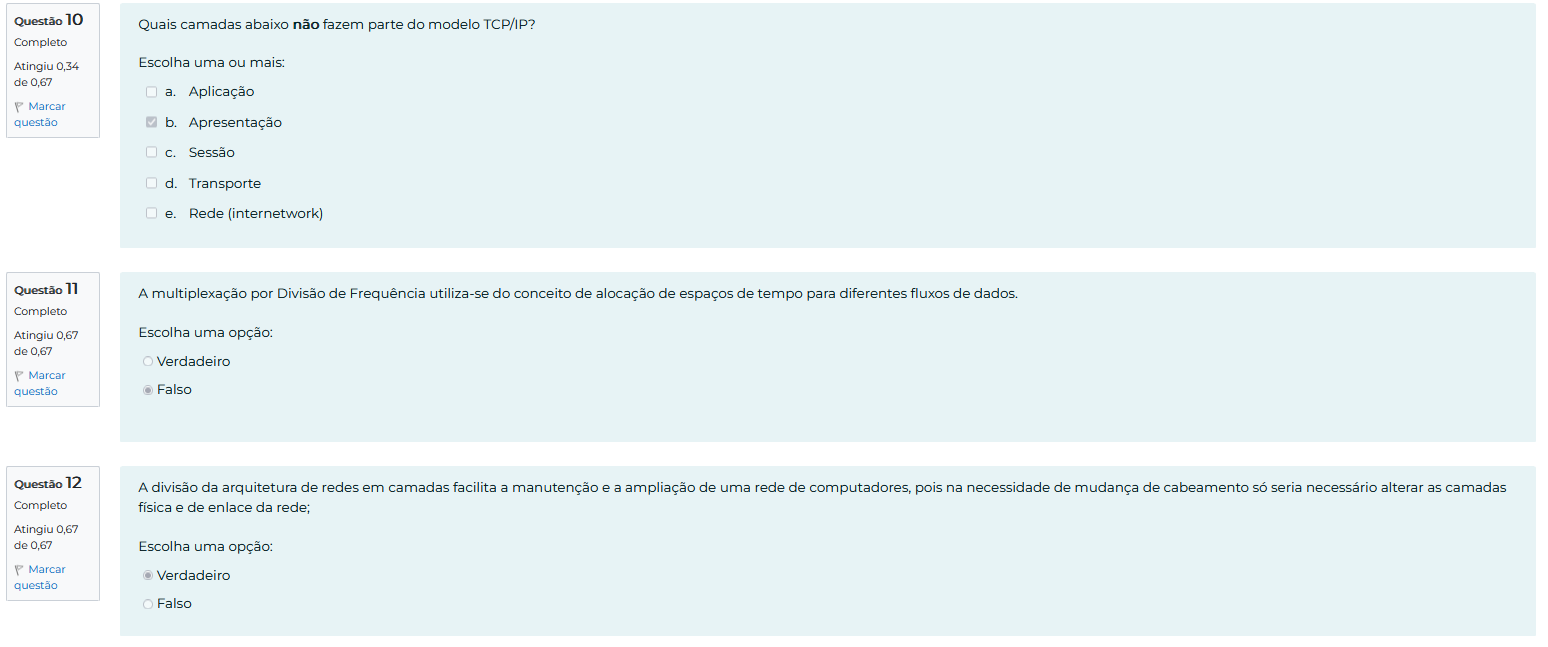 Questão 10
Completo
Atingiu 0,34
de 0,67
Marcar
questão
Quais camadas abaixo não fazem parte do modelo TCP/IP?
Escolha uma ou mais:
a. Aplicação
b. Apresentação
c. Sessão
d. Transporte
e. Rede (internetwork)
Questão 11
Completo
Atingiu 0,67
de 0,67
Marcar
questão
A multiplexação por Divisão de Frequência utiliza-se do conceito de alocação de espaços de tempo para diferentes fluxos de dados.
Escolha uma opção:
Verdadeiro
Falso
Questão 12
Completo
Atingiu 0,67
de 0,67
Marcar
questão
A divisão da arquitetura de redes em camadas facilita a manutenção e a ampliação de uma rede de computadores, pois na necessidade de mudança de cabeamento só seria necessário alterar as camadas
física e de enlace da rede;
Escolha uma opção:
Verdadeiro
Falso